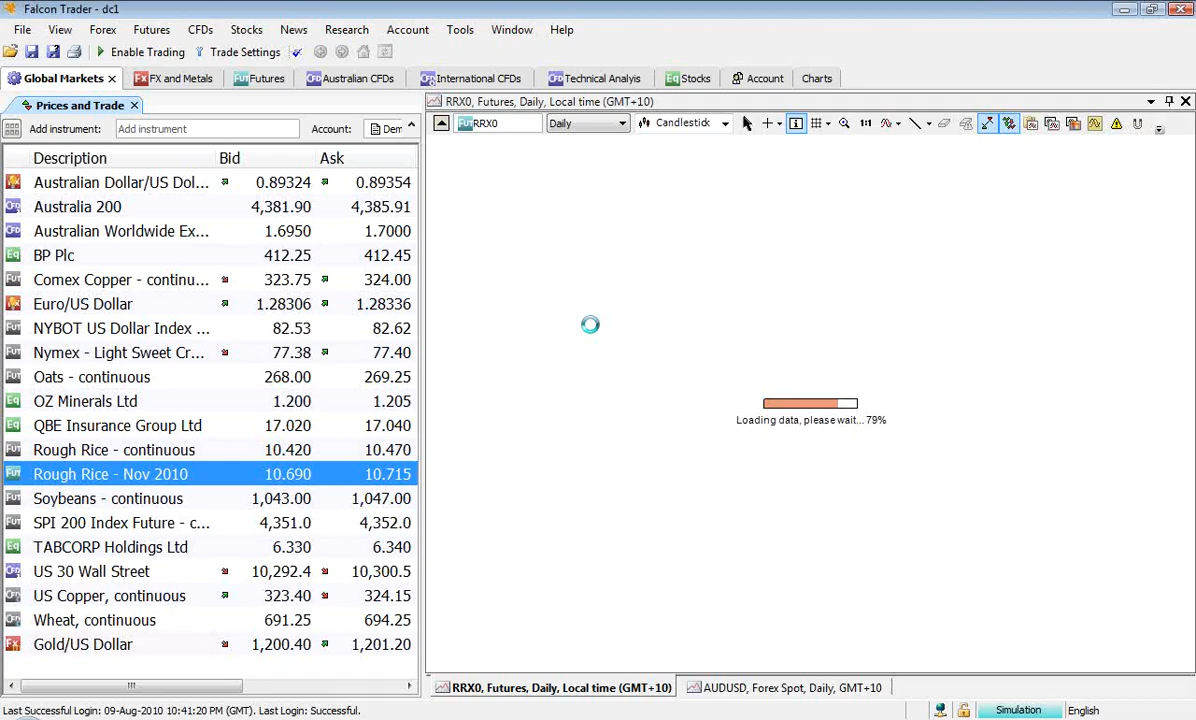 Falcon Trader - dc1
File View Forex Futures CFDs Stocks News Research Account Tools Window Help
Enable Trading Trade Settings
Global Markets FX and Metals Futures Australian CFDs International CFDs Technical Analyis Stocks Account Charts
Prices and Trade
RRX0, Futures, Daily, Local time (GMT+10)
Add instrument: Add instrument Account: Dem
RRX0 Daily Candlestick 1:1
Description Bid Ask
Australian Dollar/US Dol... 0.89324 0.89354
Australia 200 4,381.90 4,385.91
Australian Worldwide Ex... 1.6950 1.7000
BP Plc 412.25 412.45
Comex Copper - continu... 323.75 324.00
Euro/US Dollar 1.28306 1.28336
NYBOT US Dollar Index ... 82.53 82.62
Nymex - Light Sweet Cr... 77.38 77.40
Oats - continuous 268.00 269.25
OZ Minerals Ltd 1.200 1.205
QBE Insurance Group Ltd 17.020 17.040
Rough Rice - continuous 10.420 10.470
Rough Rice - Nov 2010 10.690 10.715
Soybeans - continuous 1,043.00 1,047.00
SPI 200 Index Future - c... 4,351.0 4,352.0
TABCORP Holdings Ltd 6.330 6.340
US 30 Wall Street 10,292.4 10,300.5
US Copper, continuous 323.40 324.15
Wheat, continuous 691.25 694.25
Gold/US Dollar 1,200.40 1,201.20
Loading data, please wait... 79%
RRX0, Futures, Daily, Local time (GMT+10) AUDUSD, Forex Spot, Daily, GMT+10
Last Successful Login: 09-Aug-2010 10:41:20 PM (GMT). Last Login: Successful. Simulation English